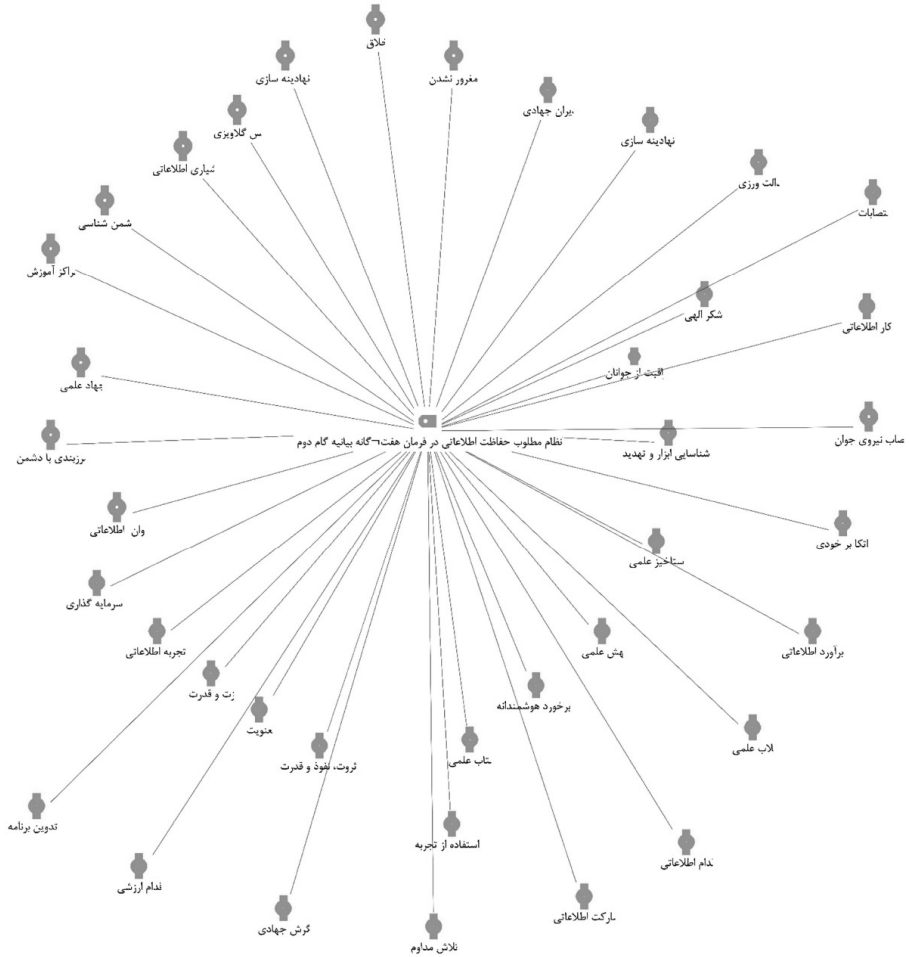 خلاق
نهادینه سازی
مغرور نشدن
یران جهادی
س گلاویزی
نهادینه سازی
شیاری اطلاعاتی
الت ورزی
شمن شناسی
تصابات
راکز آموزش
شکر الهی
کار اطلاعاتی
جهاد علمی
اقبت از جوانان
رزبندی با دشمن
نظام مطلوب حفاظت اطلاعاتی در فرمان هفت¬گانه بیانیه گام دوم
شناسایی ابزار و تهدید
صاب نیروی جوان
وان اطلاعاتی
اتکا بر خودی
ستاخیز علمی
سرمایه گذاری
تجربه اطلاعاتی
هش علمی
برآورد اطلاعاتی
زت و قدرت
برخورد هوشمندانه
عنویت
ثروت، نفوذ و قدرت
تاب علمی
لاب علمی
تدوین برنامه
استفاده از تجربه
دام اطلاعاتی
قدام ارزشی
گرش جهادی
تلاش مداوم
ارکت اطلاعاتی